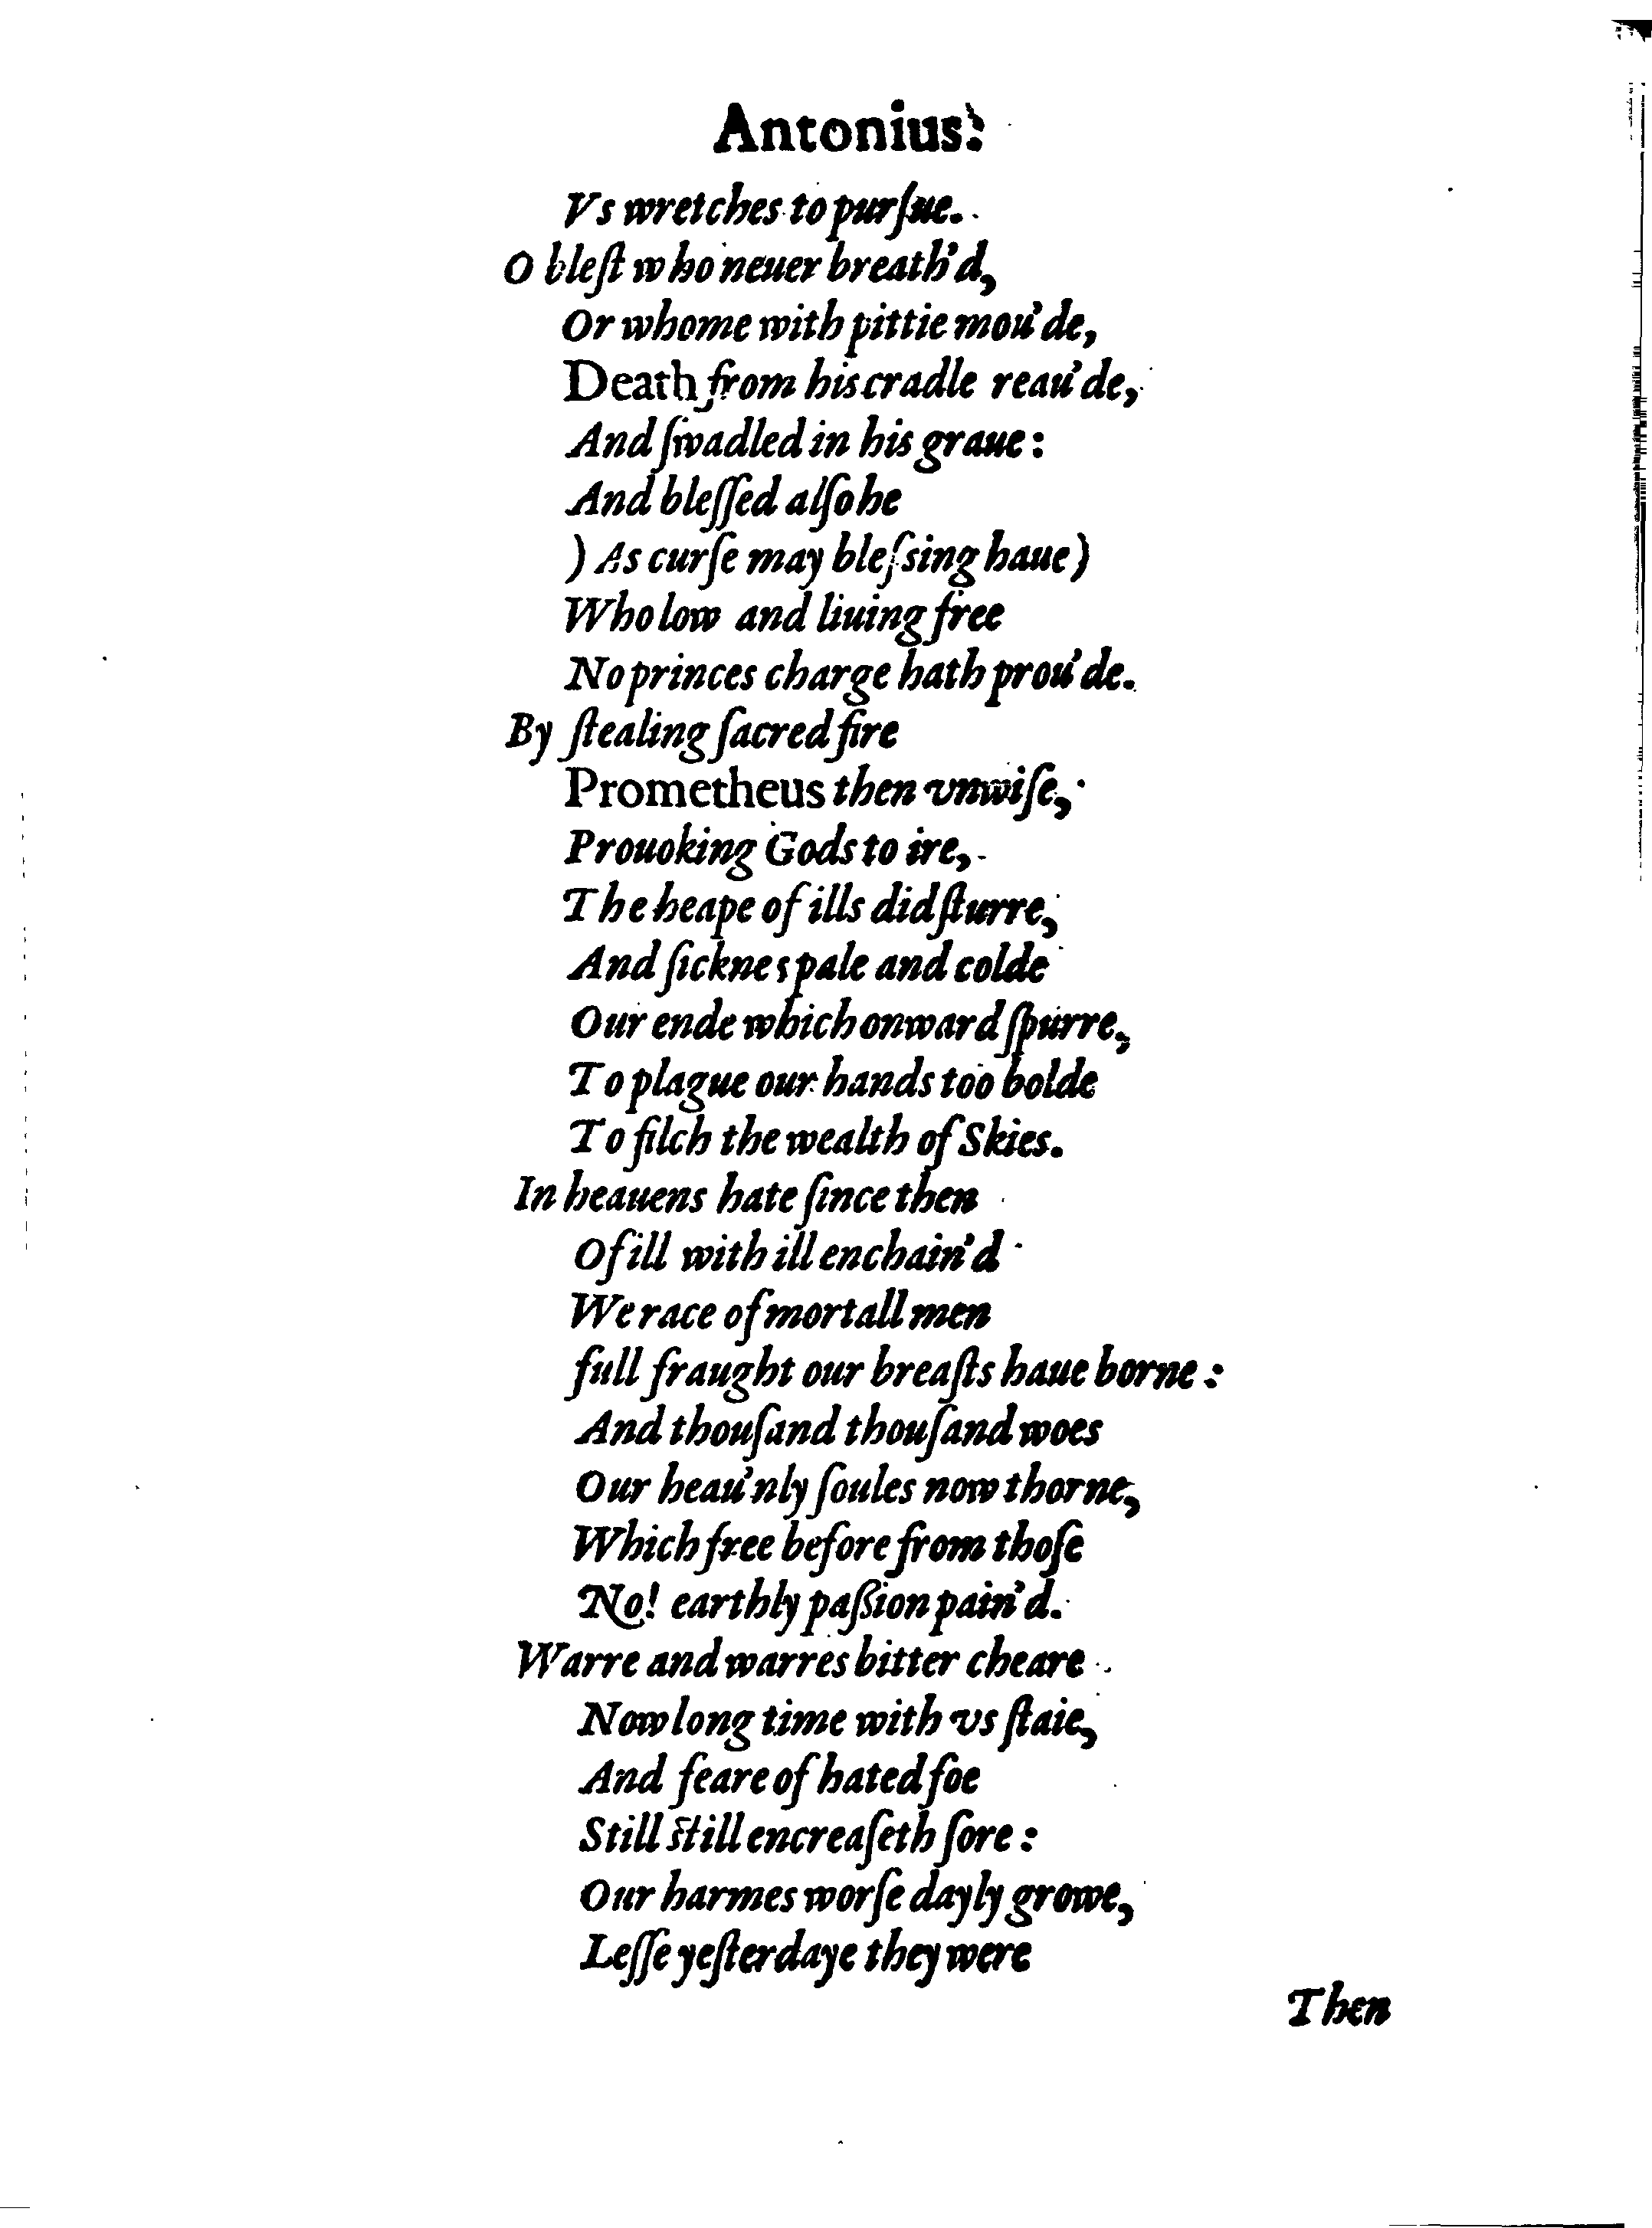 Antonius.
Vs wretches to purſue.
O bleſt who neuer breath'd,
Or whome with pittie mou'de,
Death from his cradle reau'de,
And ſwadled in his graue:
And bleſſed alſo he
) As curſe may bleſsing haue)
Who low and liuing free
No princes charge hath prou'de.
By ſtealing ſacred fire
Prometheus then vnwiſe,
Prouoking Gods to ire,
The heape of ills did ſturre,
And ſicknes pale and colde
Our ende which onward ſpurre,
To plague our hands too bolde
To filch the wealth of Skies.
In heauens hate ſince then
Of ill with ill enchain'd
We race of mortall men
full fraught our breaſts haue borne:
And thouſand thouſand woes
Our heau'nly ſoules now thorne,
Which free before from thoſe
No! earthly paßion pain'd.
Warre and warres bitter cheare
Now long time with vs ſtaie,
And feare of hated foe
Still ſtill encreaſeth ſore:
Our harmes worſe dayly growe,
Leſſe yeſterdaye they were
Then